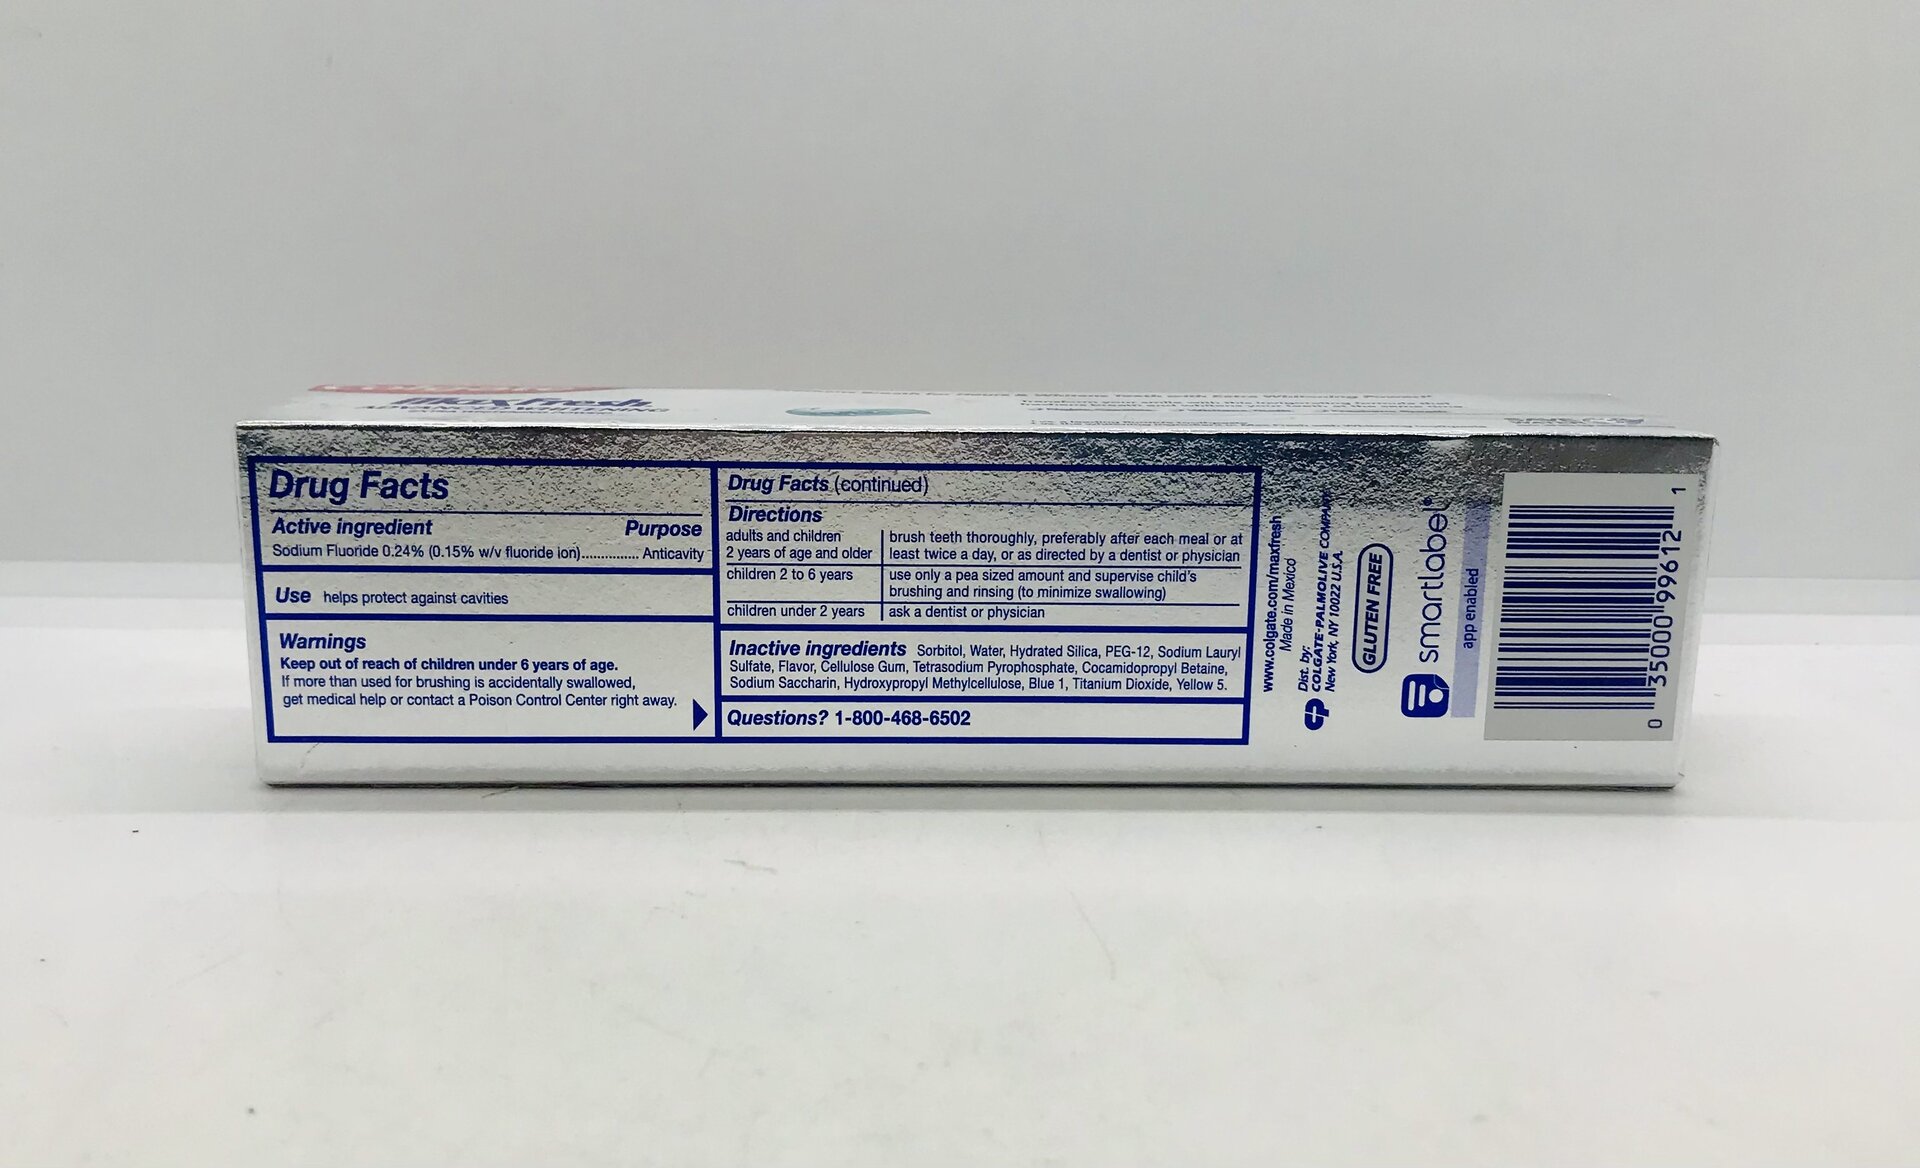 MaxFresh
ADVANCED WHITENING
Drug Facts
Active ingredient Purpose
Sodium Fluoride 0.24% (0.15% w/v fluoride ion)............... Anticavity
Use helps protect against cavities
Warnings
Keep out of reach of children under 6 years of age.
If more than used for brushing is accidentally swallowed,
get medical help or contact a Poison Control Center right away.
Drug Facts (continued)
Directions
adults and children
2 years of age and older
brush teeth thoroughly, preferably after each meal or at
least twice a day, or as directed by a dentist or physician
children 2 to 6 years
use only a pea sized amount and supervise child's
brushing and rinsing (to minimize swallowing)
children under 2 years
ask a dentist or physician
Inactive ingredients Sorbitol, Water, Hydrated Silica, PEG-12, Sodium Lauryl
Sulfate, Flavor, Cellulose Gum, Tetrasodium Pyrophosphate, Cocamidopropyl Betaine,
Sodium Saccharin, Hydroxypropyl Methylcellulose, Blue 1, Titanium Dioxide, Yellow 5.
Questions? 1-800-468-6502
www.colgate.com/maxfresh
Made in Mexico
Dist. by:
COLGATE-PALMOLIVE COMPANY
New York, NY 10022 U.S.A.
CP
GLUTEN FREE
smartlabel®
app enabled
0 35000 99612 1